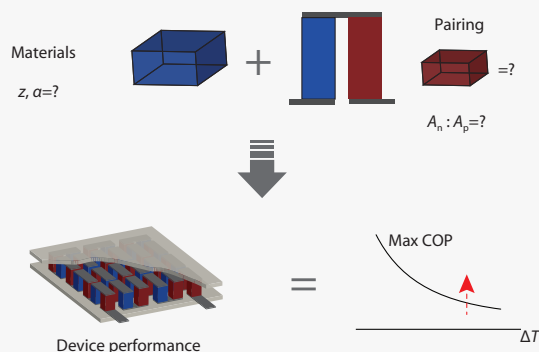 Materials
z, α=?
Pairing
=?
Aₙ : Aₚ=?
Max COP
ΔT
Device performance